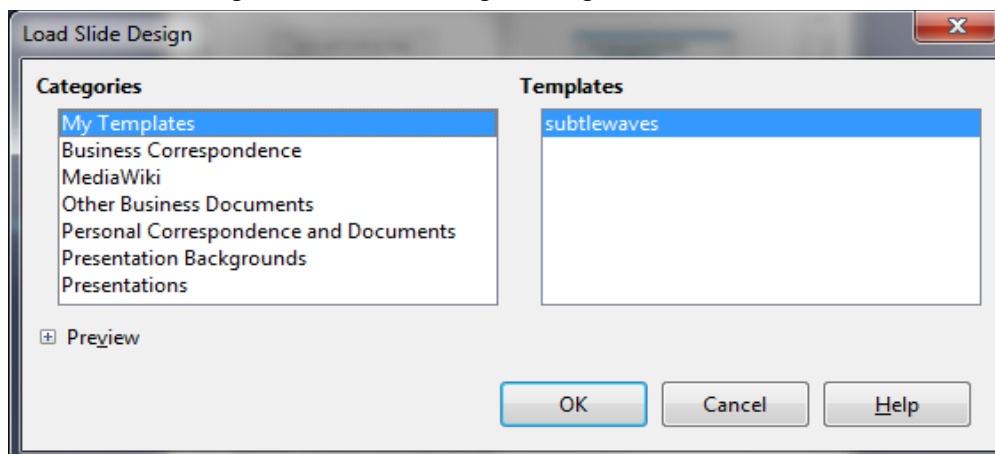 Load Slide Design
Categories
My Templates
Business Correspondence
MediaWiki
Other Business Documents
Personal Correspondence and Documents
Presentation Backgrounds
Presentations
Templates
subtlewaves
Preview
OK
Cancel
Help